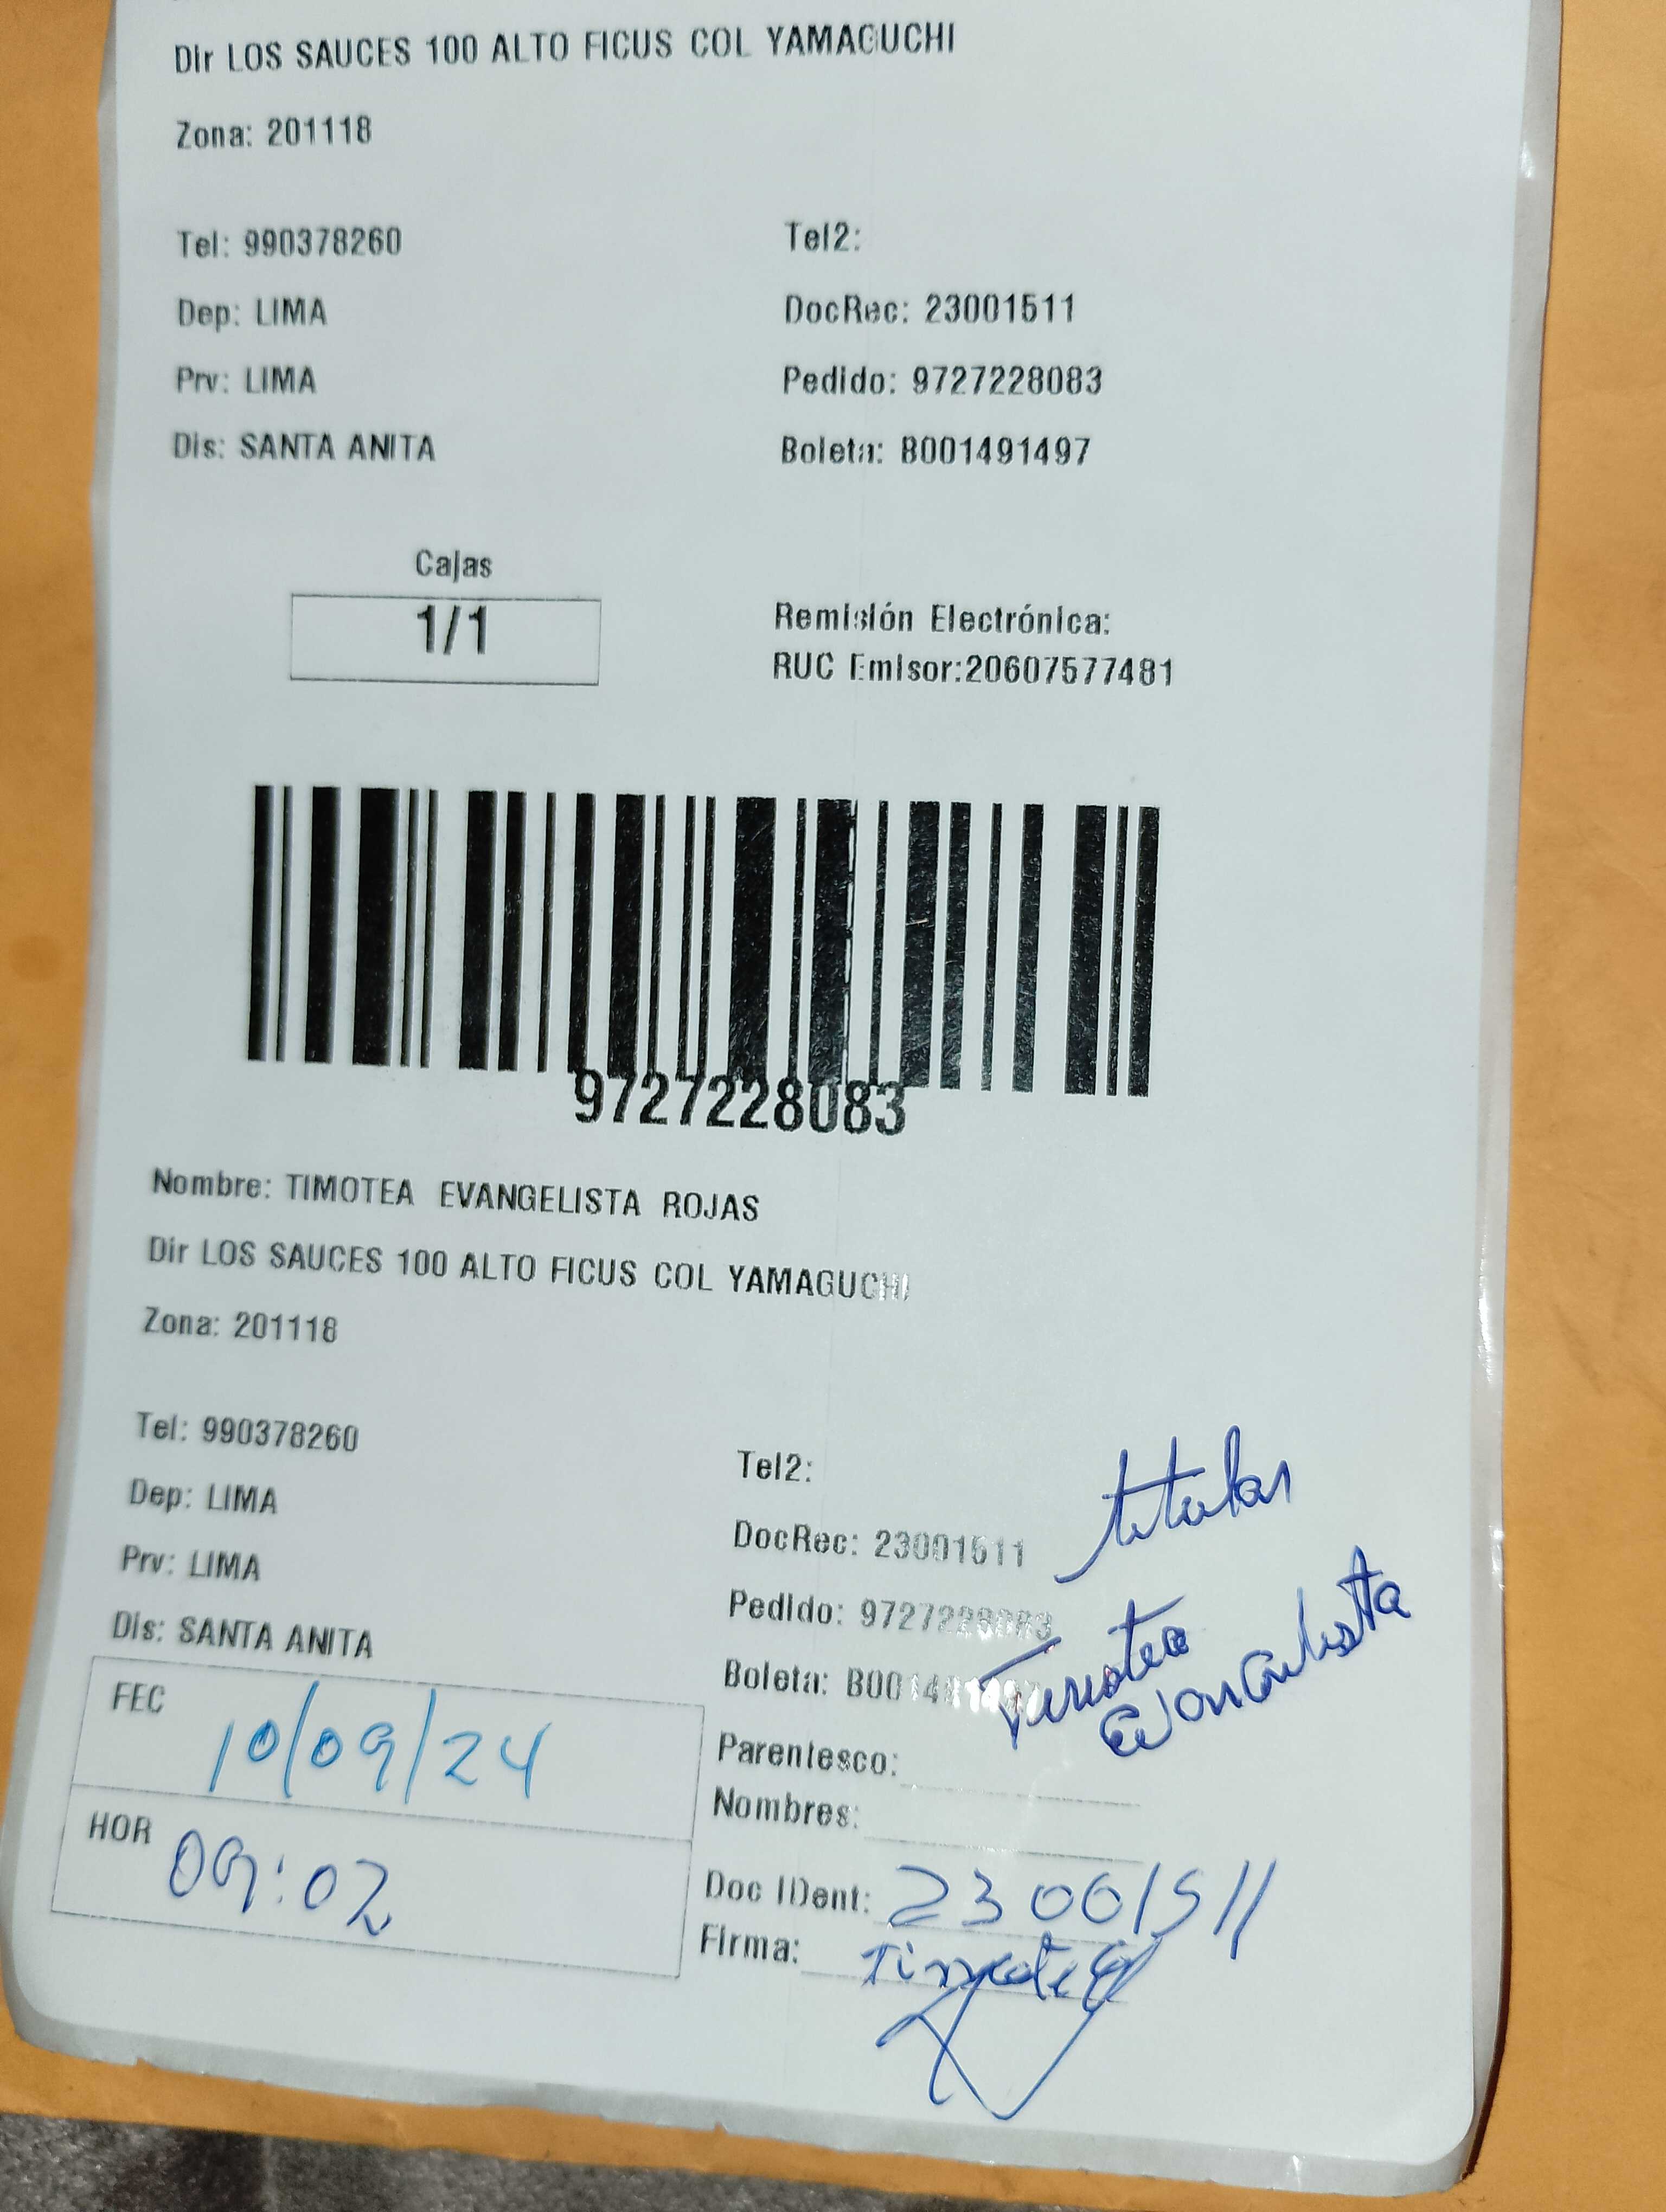 Dir LOS SAUCES 100 ALTO FICUS COL YAMAGUCHI
Zona: 201118
Tel: 990378260 Tel2:
Dep: LIMA DocRec: 23001511
Prv: LIMA Pedido: 9727228083
Dis: SANTA ANITA Boleta: B001491497
Cajas
1/1
Remisión Electrónica:
RUC Emisor:20607577481
9727228083
Nombre: TIMOTEA EVANGELISTA ROJAS
Dir LOS SAUCES 100 ALTO FICUS COL YAMAGUCHI
Zona: 201118
Tel: 990378260 Tel2:
Dep: LIMA DocRec: 23001511
Prv: LIMA Pedido: 9727228083
Dis: SANTA ANITA Boleta:
titular
Timotea
FEC 10/09/24
HOR 09:02
Parentesco:
Nombres:
Doc IDent: 23001511
Firma: